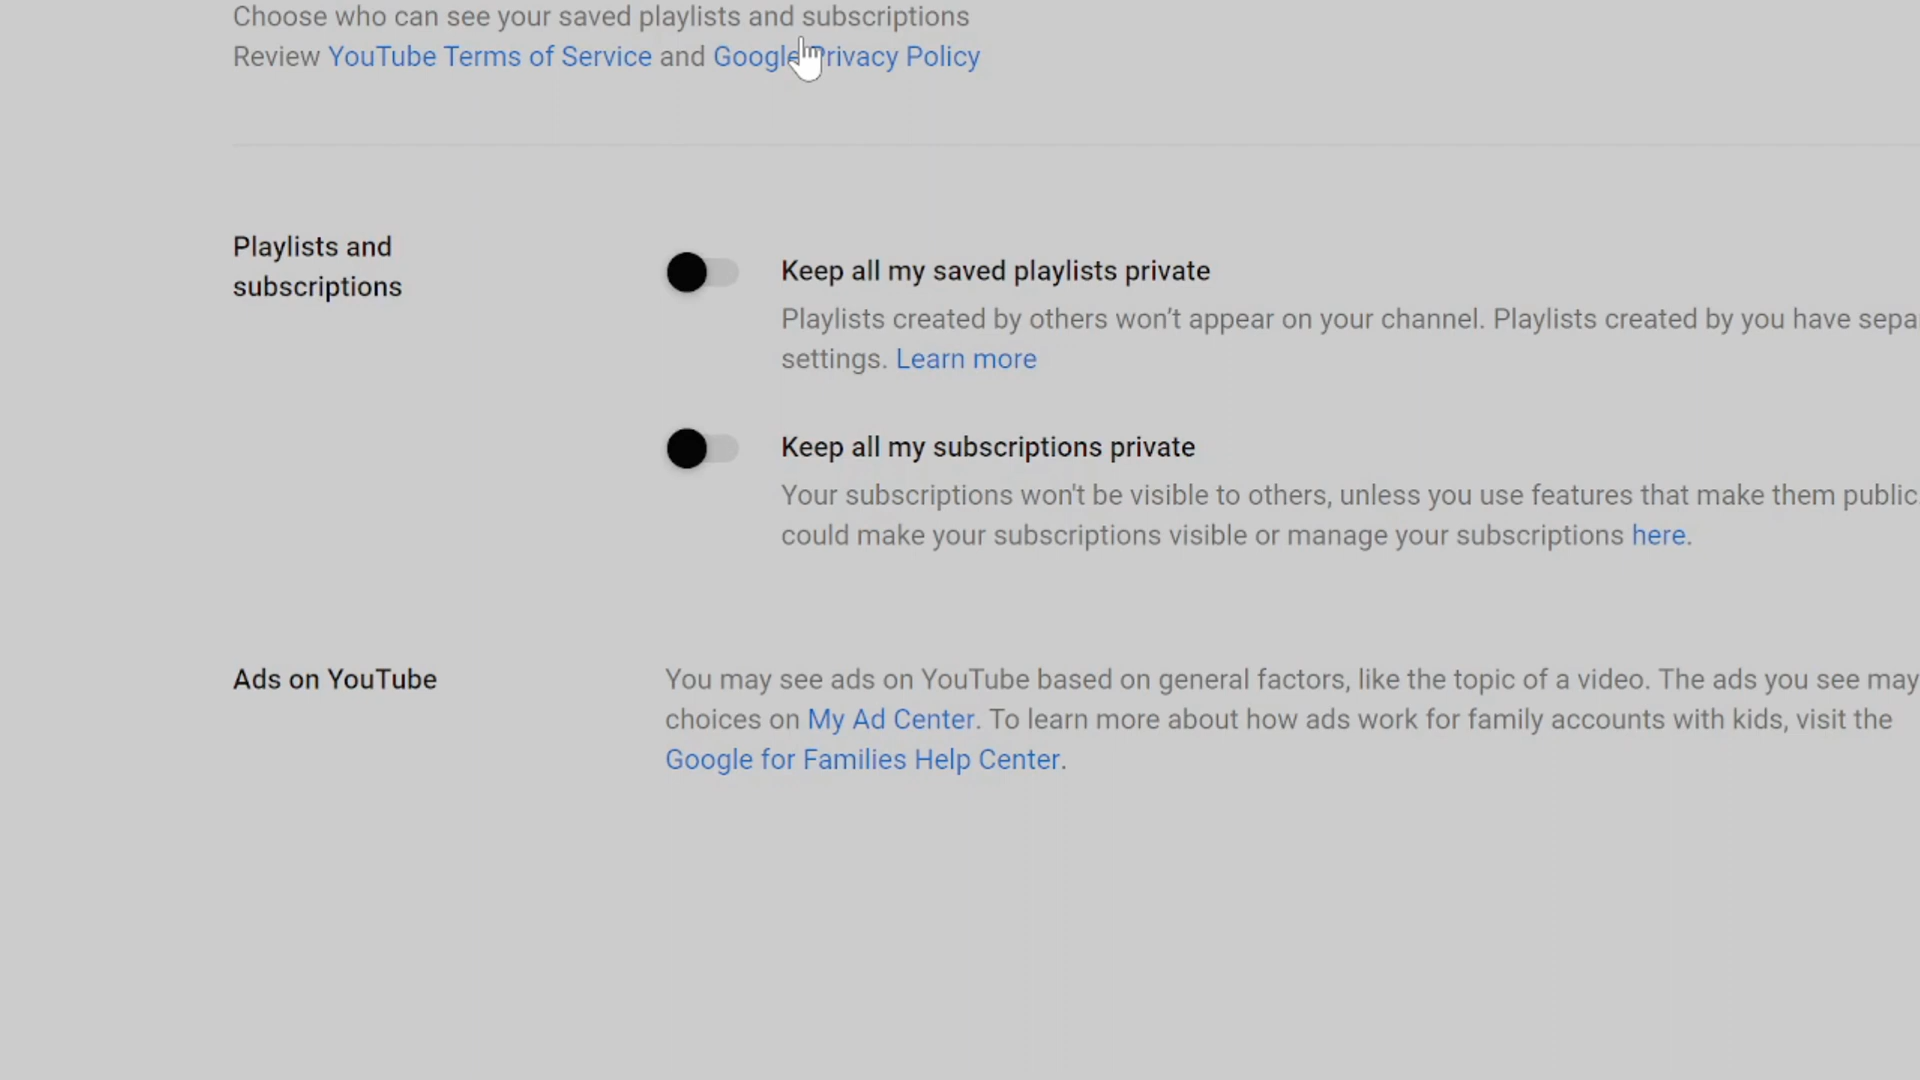 Choose who can see your saved playlists and subscriptions
Review YouTube Terms of Service and Google Privacy Policy
Playlists and
subscriptions
Keep all my saved playlists private
Playlists created by others won’t appear on your channel. Playlists created by you have
settings. Learn more
Keep all my subscriptions private
Your subscriptions won't be visible to others, unless you use features that make them public
could make your subscriptions visible or manage your subscriptions here.
Ads on YouTube
You may see ads on YouTube based on general factors, like the topic of a video. The ads you see may
choices on My Ad Center. To learn more about how ads work for family accounts with kids, visit the
Google for Families Help Center.